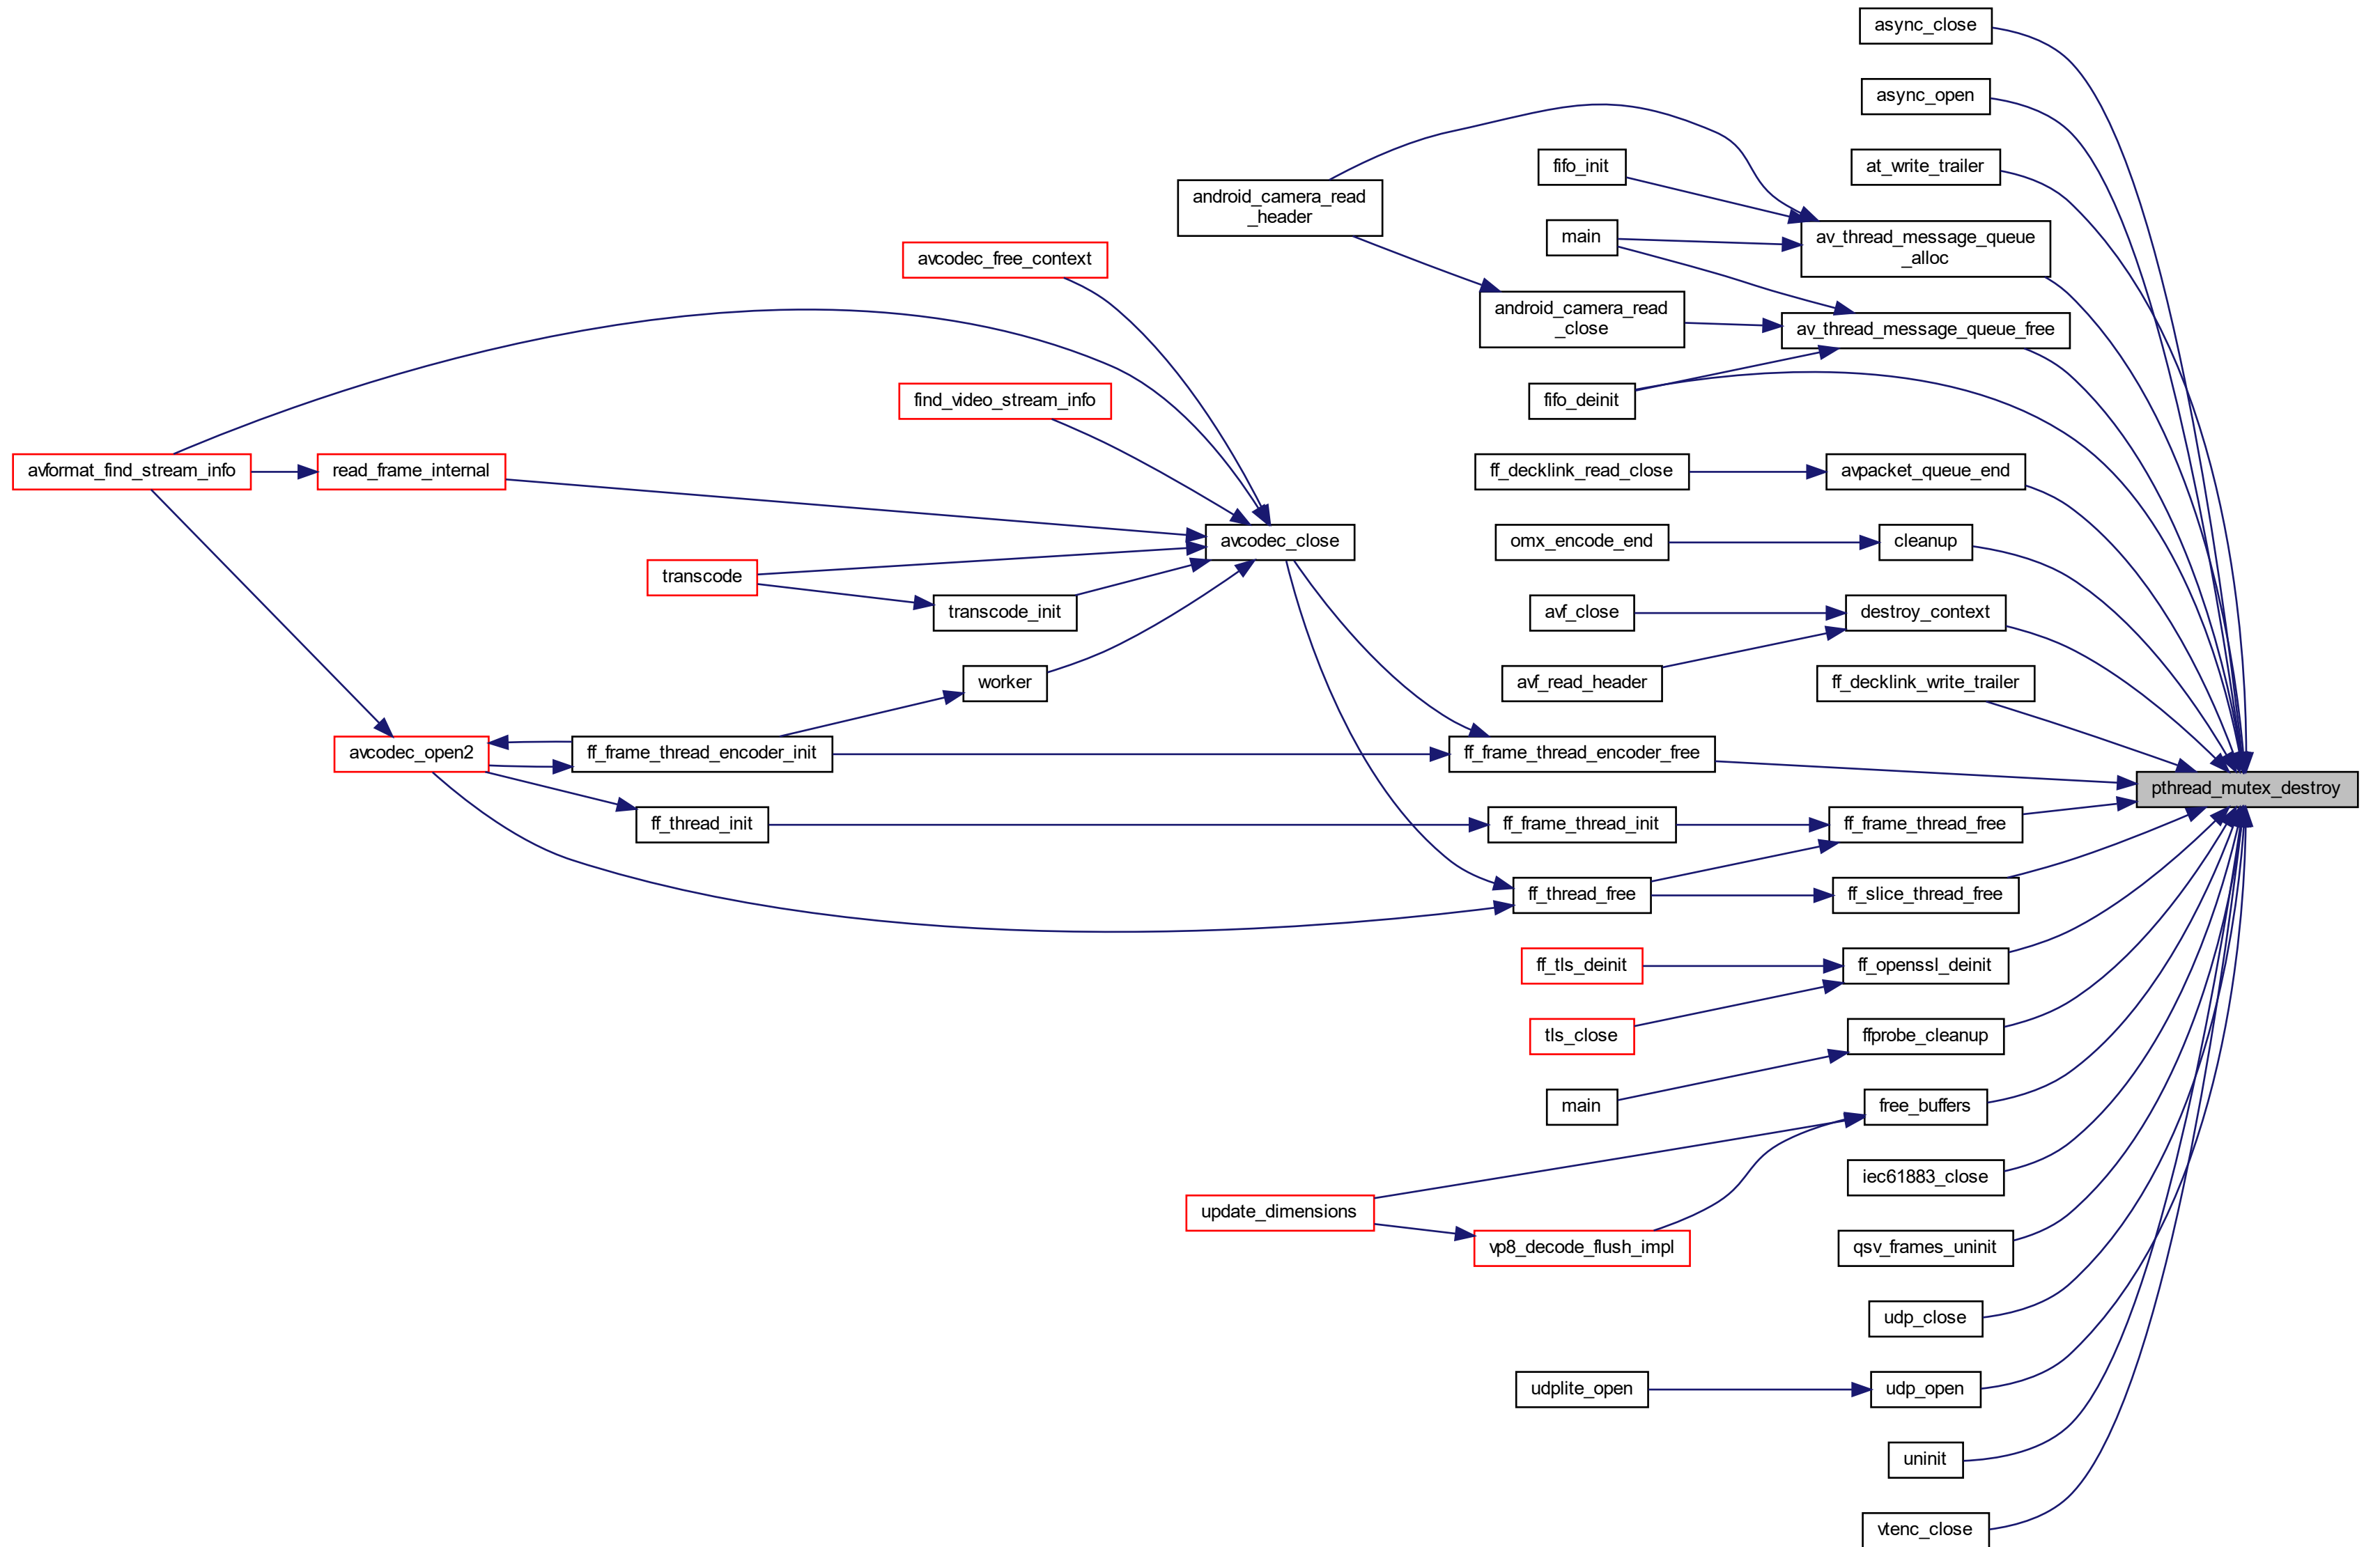 async_close
async_open
at_write_trailer
fifo_init
android_camera_read
_header
main
av_thread_message_queue
_alloc
avcodec_free_context
android_camera_read
_close
av_thread_message_queue_free
find_video_stream_info
fifo_deinit
avformat_find_stream_info
read_frame_internal
ff_decklink_read_close
avpacket_queue_end
avcodec_close
omx_encode_end
cleanup
transcode
transcode_init
avf_close
destroy_context
worker
avf_read_header
ff_decklink_write_trailer
avcodec_open2
ff_frame_thread_encoder_init
ff_frame_thread_encoder_free
pthread_mutex_destroy
ff_thread_init
ff_frame_thread_init
ff_frame_thread_free
ff_thread_free
ff_slice_thread_free
ff_tls_deinit
ff_openssl_deinit
tls_close
ffprobe_cleanup
main
free_buffers
iec61883_close
update_dimensions
vp8_decode_flush_impl
qsv_frames_uninit
udp_close
udplite_open
udp_open
uninit
vtenc_close